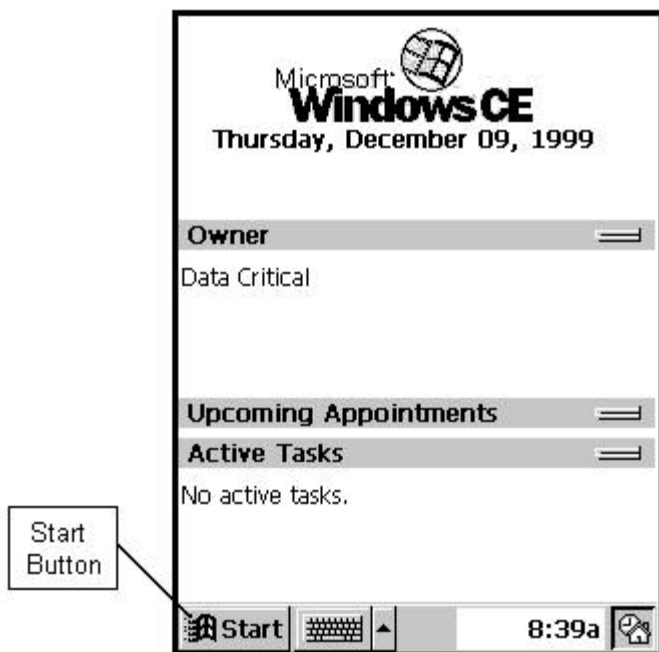 Microsoft
Windows CE
Thursday, December 09, 1999
Owner
Data Critical
Upcoming Appointments
Active Tasks
No active tasks.
Start
Button
Start
8:39a